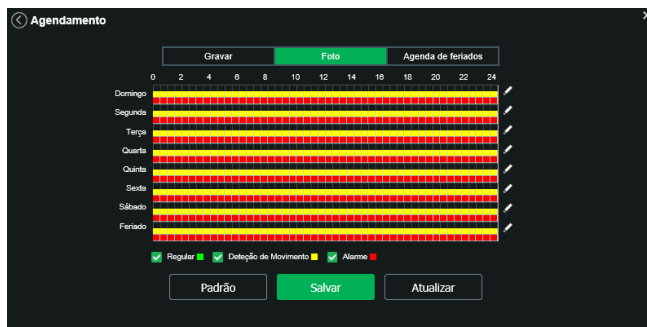 Agendamento
Gravar Foto Agenda de feriados
0 2 4 6 8 10 12 14 16 18 20 22 24
Domingo
Segunda
Terça
Quarta
Quinta
Sexta
Sábado
Feriado
Regular Deteção de Movimento Alarme
Padrão Salvar Atualizar